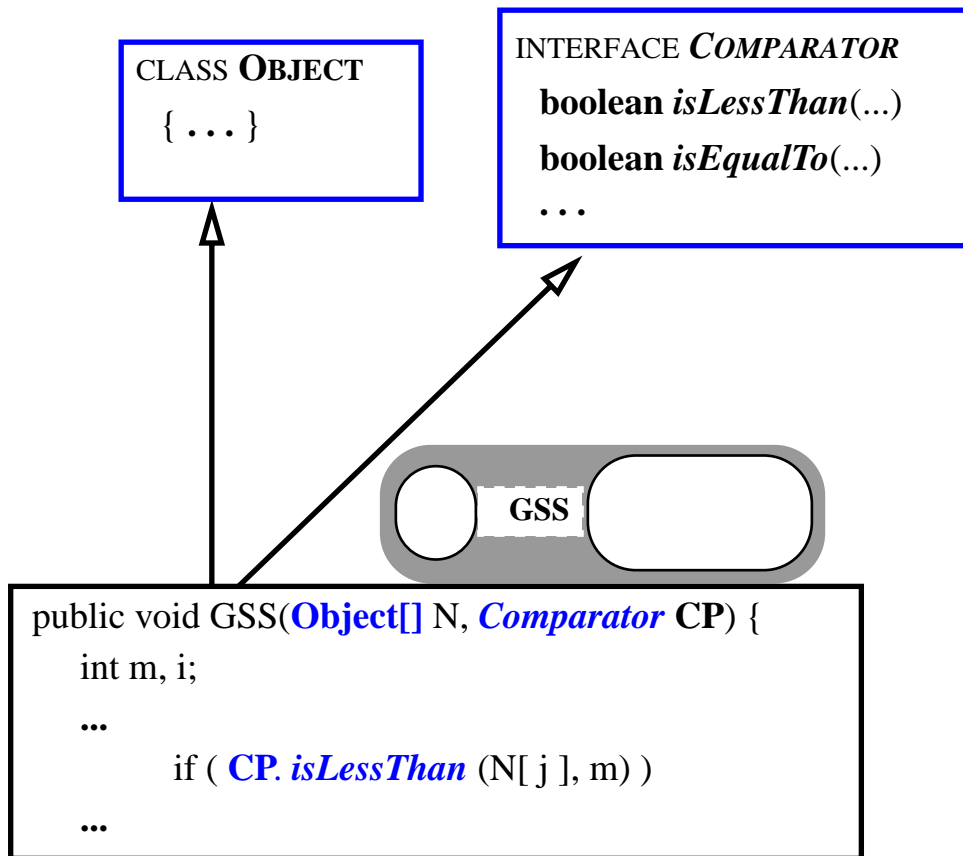 CLASS OBJECT
{ . . . }
INTERFACE COMPARATOR
boolean isLessThan(...)
boolean isEqualTo(...)
. . .
GSS
public void GSS(Object[] N, Comparator CP) {
int m, i;
...
if ( CP. isLessThan (N[ j ], m) )
...